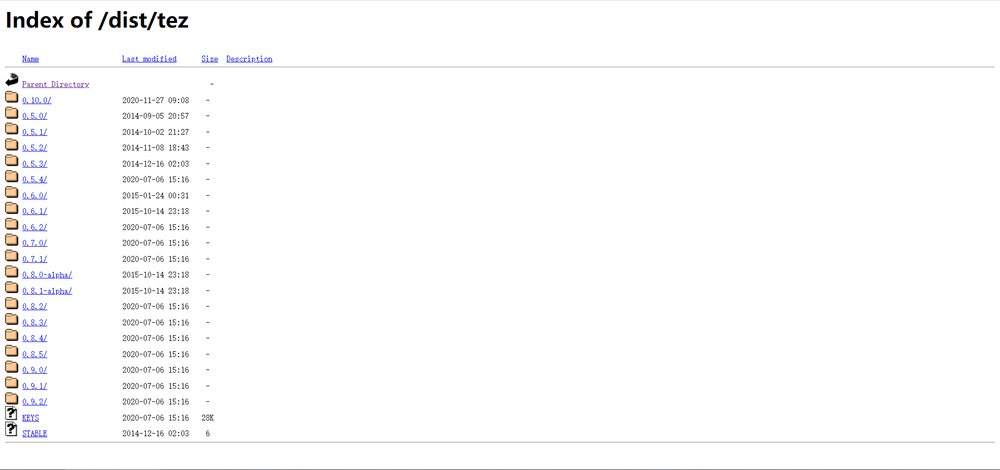 Index of /dist/tez
Name Last modified Size Description
Parent Directory -
0.10.0/ 2020-11-27 09:08 -
0.5.0/ 2014-09-05 20:57 -
0.5.1/ 2014-10-02 21:27 -
0.5.2/ 2014-11-08 18:43 -
0.5.3/ 2014-12-16 02:03 -
0.5.4/ 2020-07-06 15:16 -
0.6.0/ 2015-01-24 00:31 -
0.6.1/ 2015-10-14 23:18 -
0.6.2/ 2020-07-06 15:16 -
0.7.0/ 2020-07-06 15:16 -
0.7.1/ 2020-07-06 15:16 -
0.8.0-alpha/ 2015-10-14 23:18 -
0.8.1-alpha/ 2015-10-14 23:18 -
0.8.2/ 2020-07-06 15:16 -
0.8.3/ 2020-07-06 15:16 -
0.8.4/ 2020-07-06 15:16 -
0.8.5/ 2020-07-06 15:16 -
0.9.0/ 2020-07-06 15:16 -
0.9.1/ 2020-07-06 15:16 -
0.9.2/ 2020-07-06 15:16 -
KEYS 2020-07-06 15:16 28K
STABLE 2014-12-16 02:03 6